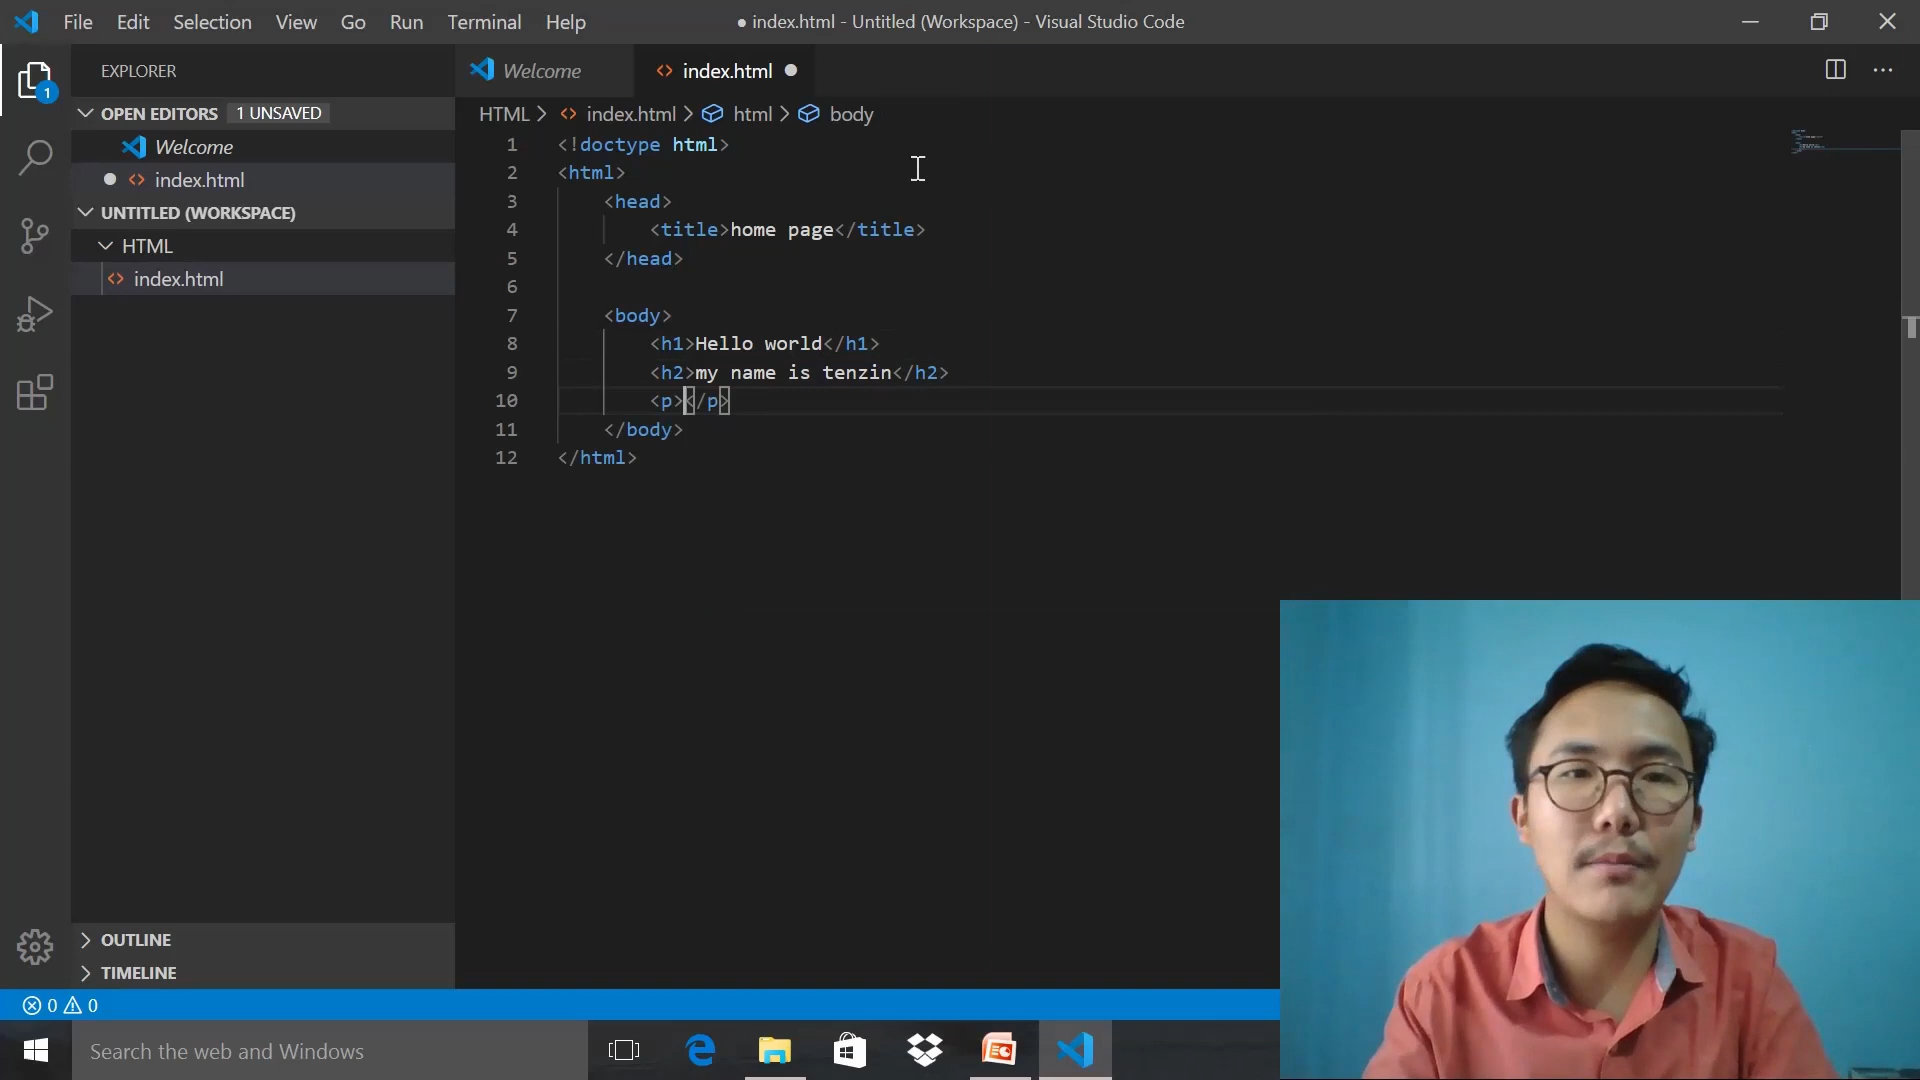 File Edit Selection View Go Run Terminal Help
● index.html - Untitled (Workspace) - Visual Studio Code
1
EXPLORER
OPEN EDITORS 1 UNSAVED
Welcome
index.html
UNTITLED (WORKSPACE)
HTML
index.html
OUTLINE
TIMELINE
Welcome index.html
HTML > index.html > html > body
1 <!doctype html>
2 <html>
3 <head>
4 <title>home page</title>
5 </head>
6
7 <body>
8 <h1>Hello world</h1>
9 <h2>my name is tenzin</h2>
10 <p></p>
11 </body>
12 </html>
0 0
Search the web and Windows